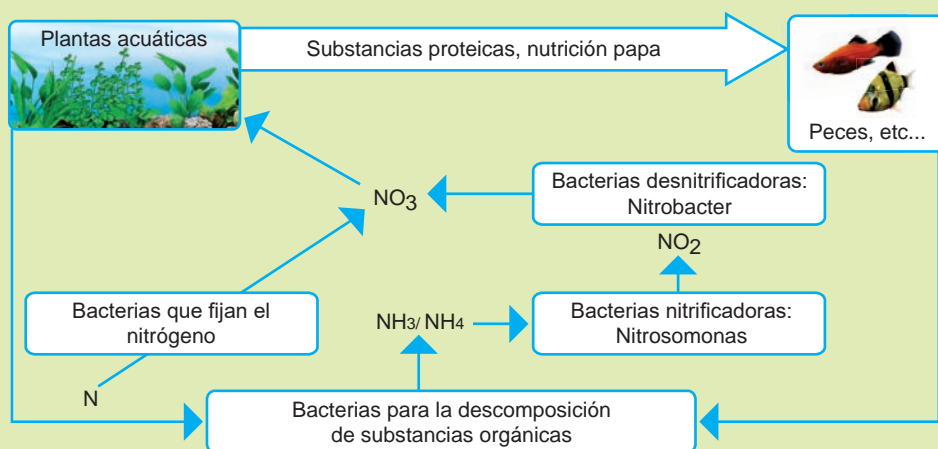 Plantas acuáticas
Substancias proteicas, nutrición papa
Peces, etc...
NO3
Bacterias desnitrificadoras:
Nitrobacter
NO2
Bacterias que fijan el
nitrógeno
NH3/ NH4
Bacterias nitrificadoras:
Nitrosomonas
N
Bacterias para la descomposición
de substancias orgánicas